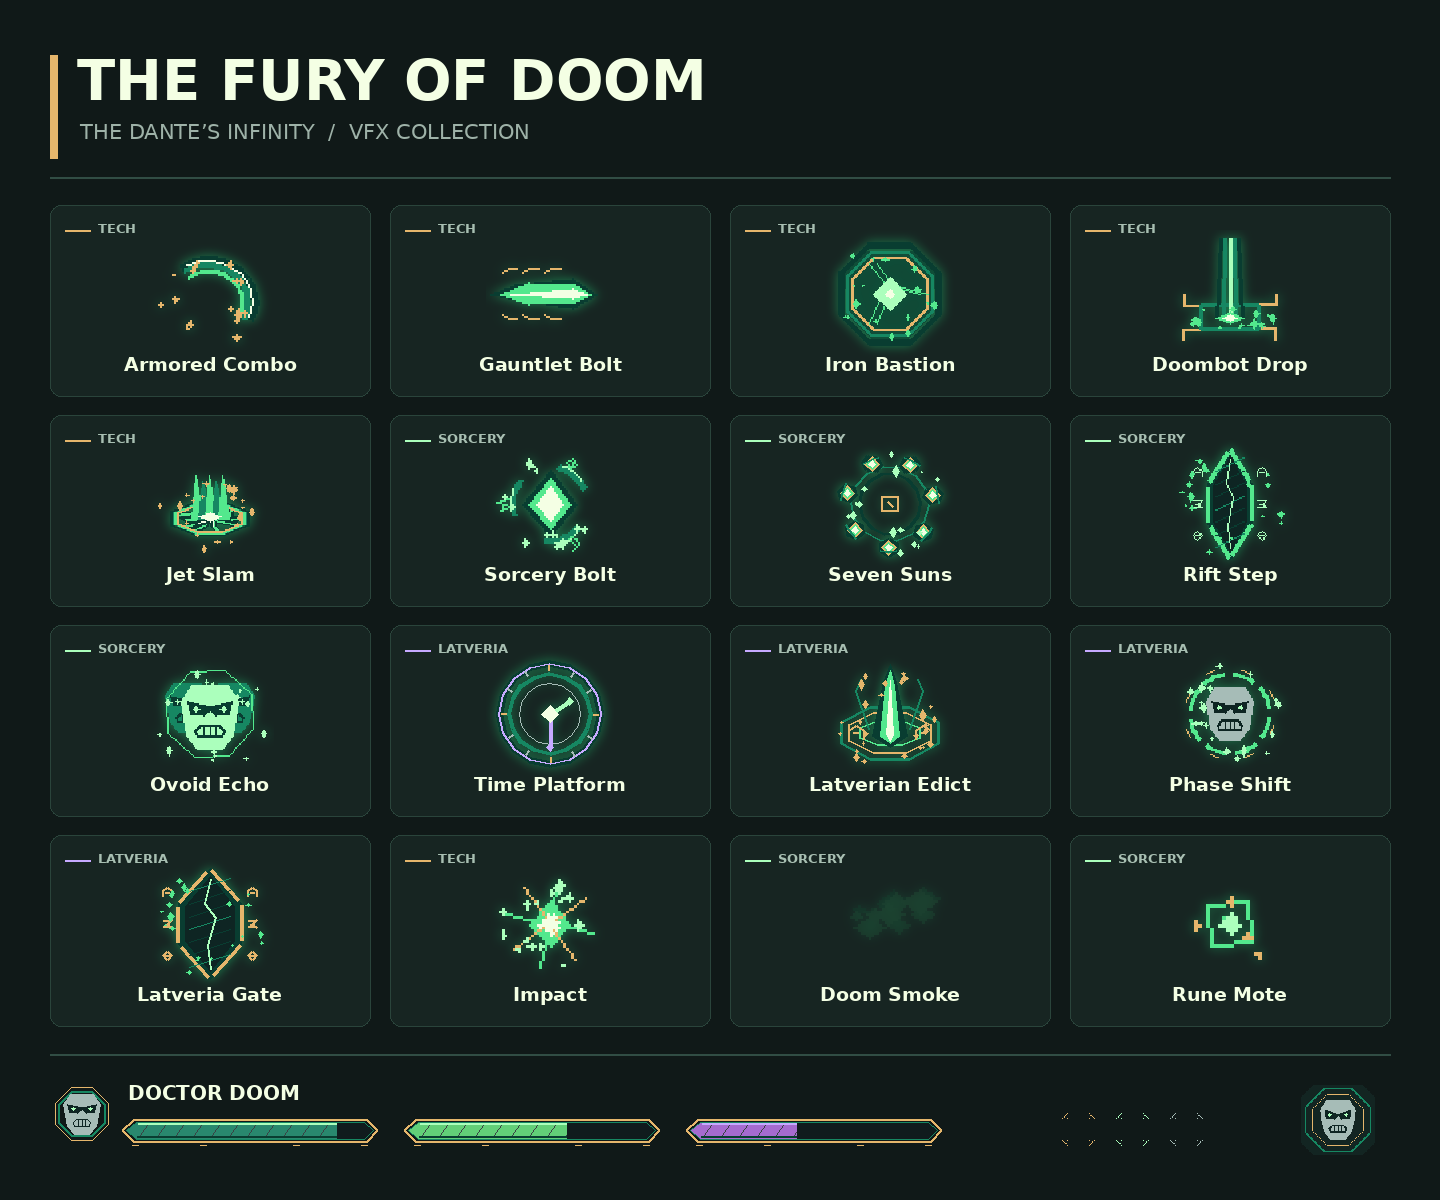 THE FURY OF DOOM
THE DANTE’S INFINITY / VFX COLLECTION
TECH
Armored Combo
TECH
Gauntlet Bolt
TECH
Iron Bastion
TECH
Doombot Drop
TECH
Jet Slam
SORCERY
Sorcery Bolt
SORCERY
Seven Suns
SORCERY
Rift Step
SORCERY
Ovoid Echo
LATVERIA
Time Platform
LATVERIA
Latverian Edict
LATVERIA
Phase Shift
LATVERIA
Latveria Gate
TECH
Impact
SORCERY
Doom Smoke
SORCERY
Rune Mote
DOCTOR DOOM